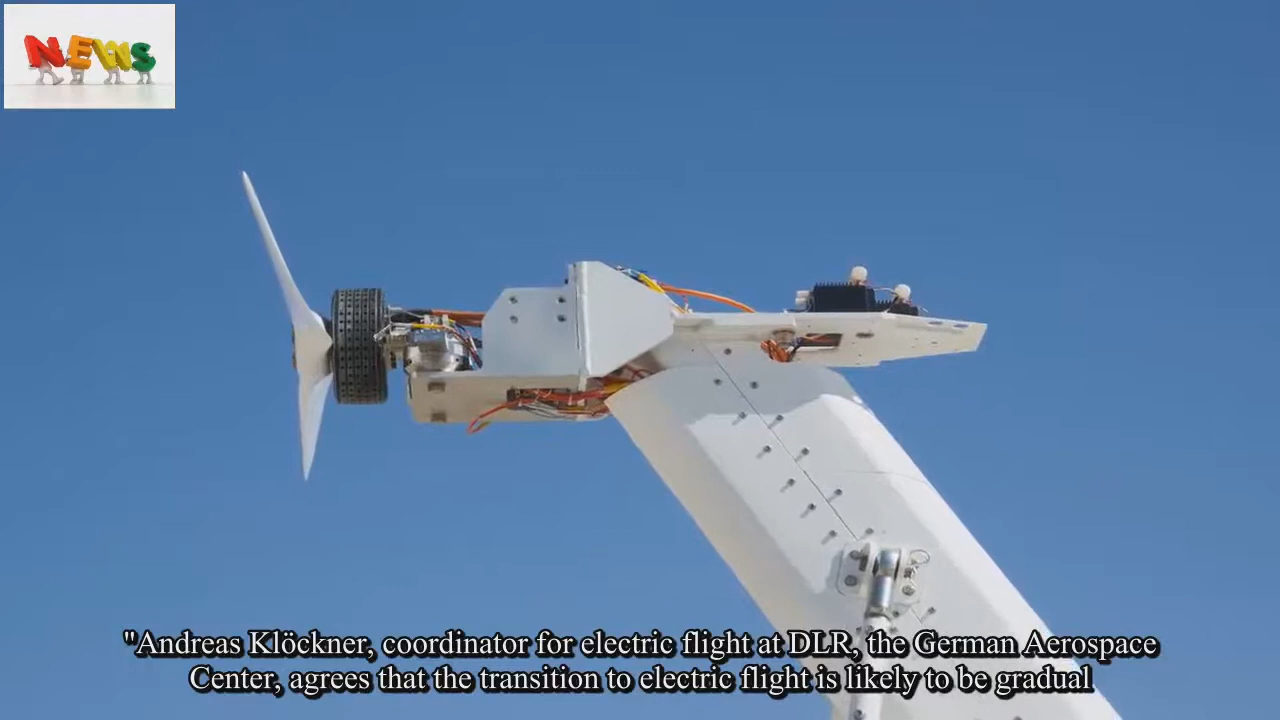 NEWS
"Andreas Klöckner, coordinator for electric flight at DLR, the German Aerospace
Center, agrees that the transition to electric flight is likely to be gradual